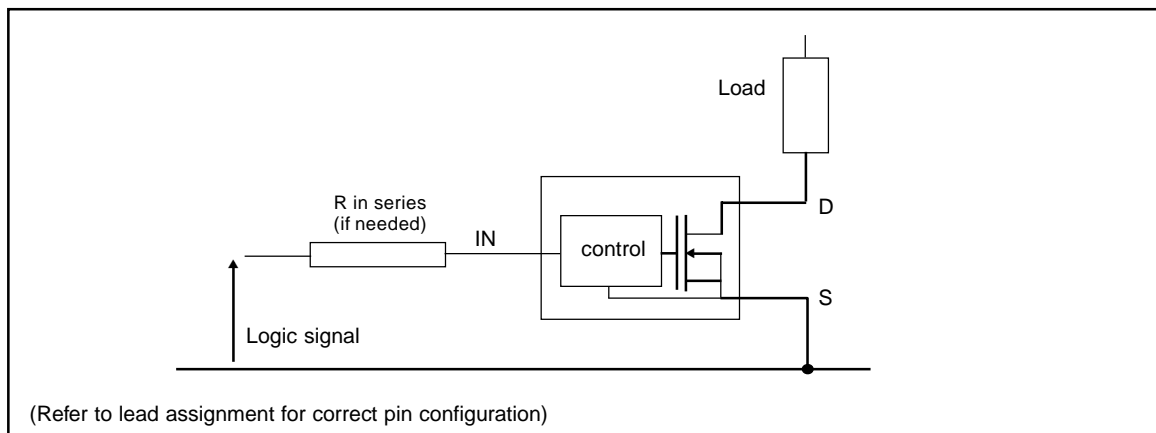 Load
R in series
(if needed)
IN
D
control
S
Logic signal
(Refer to lead assignment for correct pin configuration)